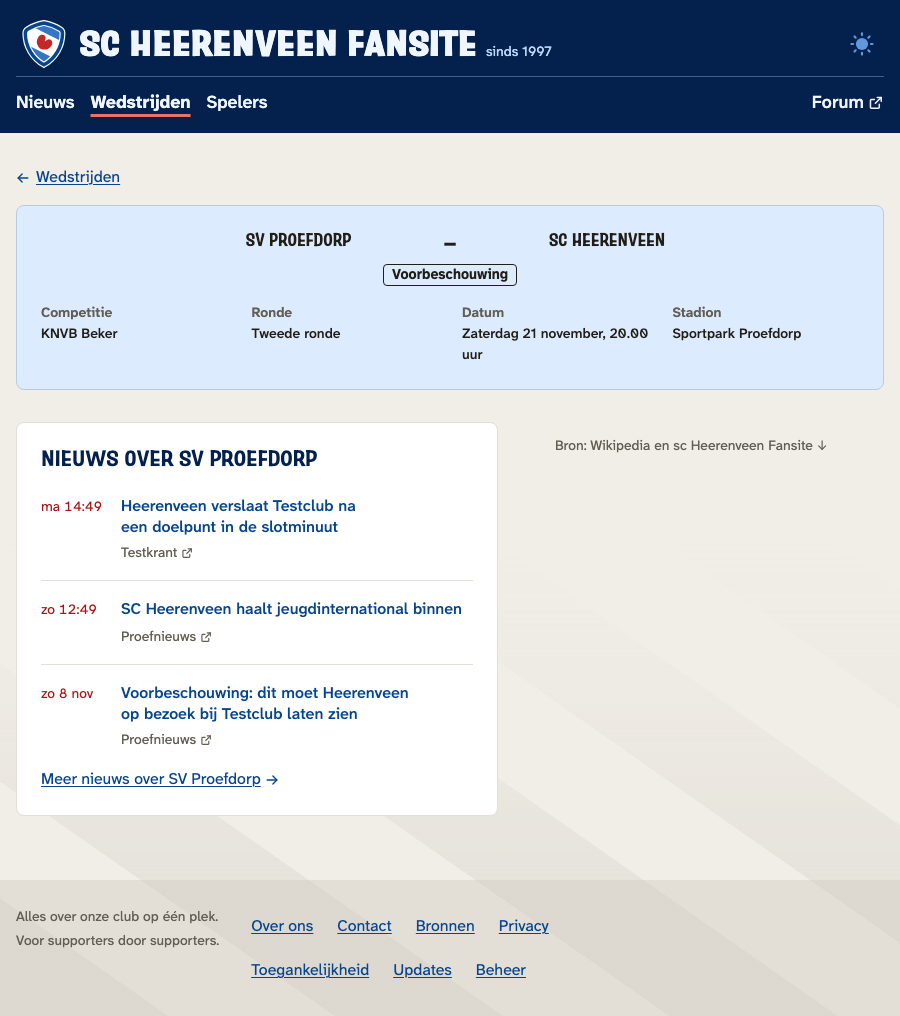 SC HEERENVEEN FANSITE sinds 1997
Nieuws Wedstrijden Spelers Forum
← Wedstrijden
SV PROEFDORP – SC HEERENVEEN
Voorbeschouwing
Competitie Ronde Datum Stadion
KNVB Beker Tweede ronde Zaterdag 21 november, 20.00 Sportpark Proefdorp
uur
NIEUWS OVER SV PROEFDORP
ma 14:49 Heerenveen verslaat Testclub na
een doelpunt in de slotminuut
Testkrant
zo 12:49 SC Heerenveen haalt jeugdinternational binnen
Proefnieuws
zo 8 nov Voorbeschouwing: dit moet Heerenveen
op bezoek bij Testclub laten zien
Proefnieuws
Meer nieuws over SV Proefdorp →
Bron: Wikipedia en sc Heerenveen Fansite ↓
Alles over onze club op één plek.
Voor supporters door supporters.
Over ons Contact Bronnen Privacy
Toegankelijkheid Updates Beheer